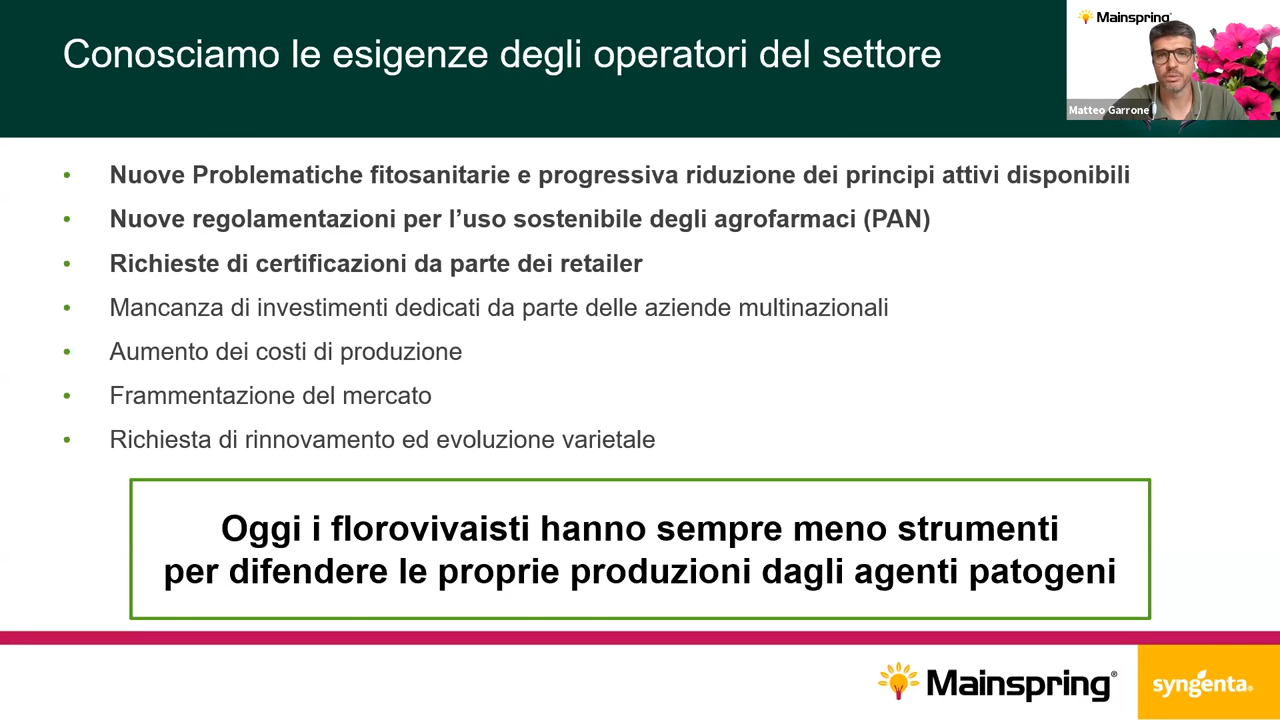 Conosciamo le esigenze degli operatori del settore
Mainspring
Matteo Garrone
• Nuove Problematiche fitosanitarie e progressiva riduzione dei principi attivi disponibili
• Nuove regolamentazioni per l’uso sostenibile degli agrofarmaci (PAN)
• Richieste di certificazioni da parte dei retailer
• Mancanza di investimenti dedicati da parte delle aziende multinazionali
• Aumento dei costi di produzione
• Frammentazione del mercato
• Richiesta di rinnovamento ed evoluzione varietale
Oggi i florovivaisti hanno sempre meno strumenti
per difendere le proprie produzioni dagli agenti patogeni
Mainspring®
syngenta®